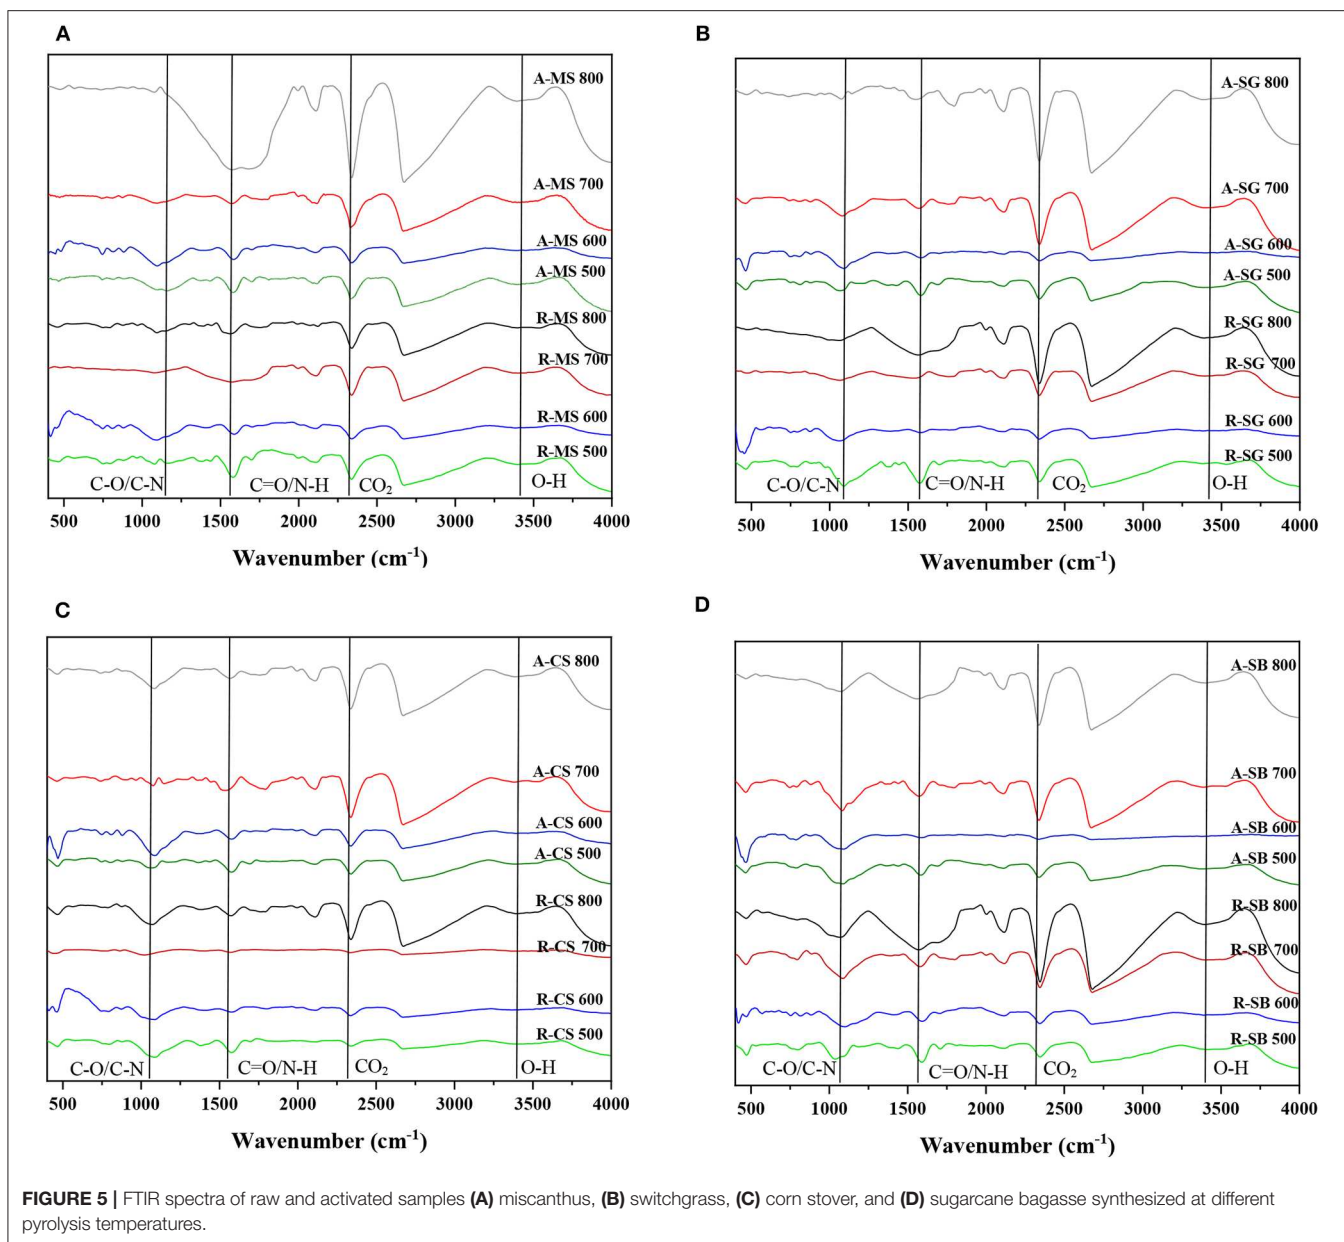 A
A-MS 800
A-MS 700
A-MS 600
A-MS 500
R-MS 800
R-MS 700
R-MS 600
R-MS 500
C-O/C-N
C=O/N-H
CO₂
O-H
500 1000 1500 2000 2500 3000 3500 4000
Wavenumber (cm⁻¹)
B
A-SG 800
A-SG 700
A-SG 600
A-SG 500
R-SG 800
R-SG 700
R-SG 600
R-SG 500
C-O/C-N
C=O/N-H
CO₂
O-H
500 1000 1500 2000 2500 3000 3500 4000
Wavenumber (cm⁻¹)
C
A-CS 800
A-CS 700
A-CS 600
A-CS 500
R-CS 800
R-CS 700
R-CS 600
R-CS 500
C-O/C-N
C=O/N-H
CO₂
O-H
500 1000 1500 2000 2500 3000 3500 4000
Wavenumber (cm⁻¹)
D
A-SB 800
A-SB 700
A-SB 600
A-SB 500
R-SB 800
R-SB 700
R-SB 600
R-SB 500
C-O/C-N
C=O/N-H
CO₂
O-H
500 1000 1500 2000 2500 3000 3500 4000
Wavenumber (cm⁻¹)
FIGURE 5 | FTIR spectra of raw and activated samples (A) miscanthus, (B) switchgrass, (C) corn stover, and (D) sugarcane bagasse synthesized at different
pyrolysis temperatures.